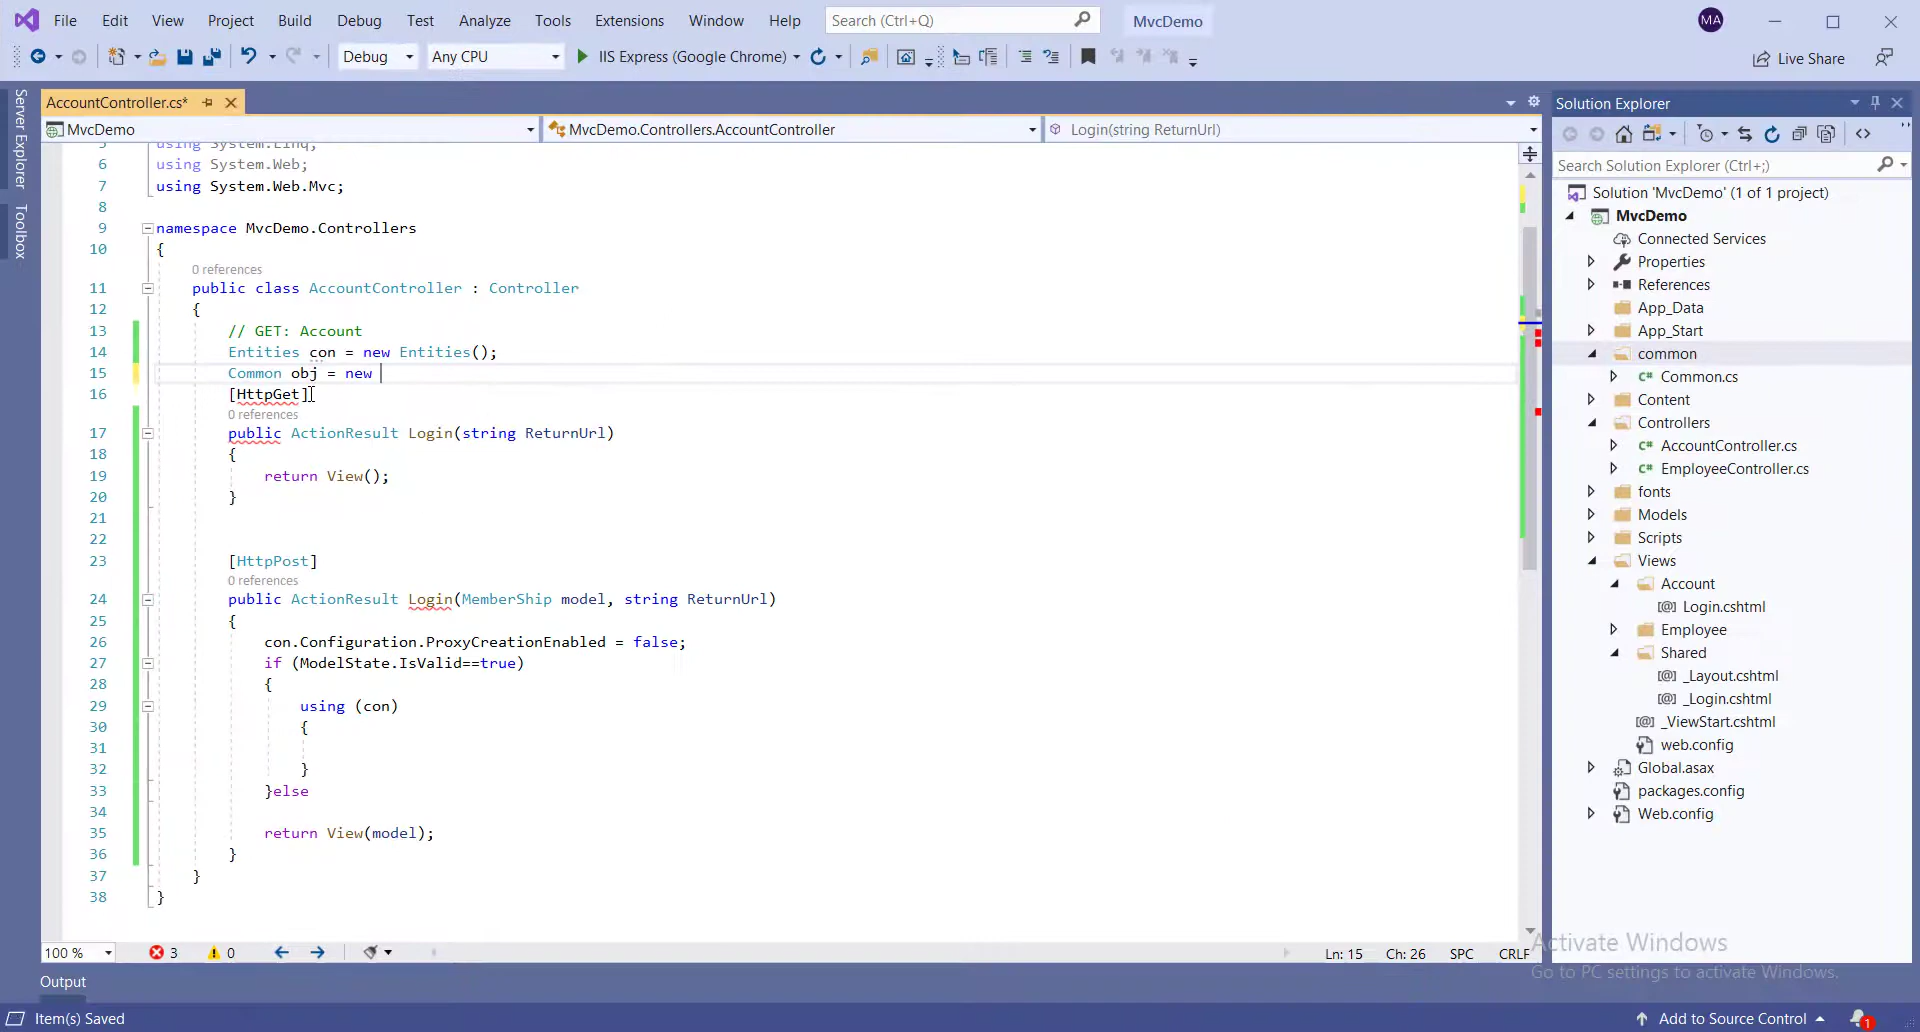 File Edit View Project Build Debug Test Analyze Tools Extensions Window Help Search (Ctrl+Q) MvcDemo MA
Debug Any CPU IIS Express (Google Chrome) Live Share
Server Explorer
Toolbox
AccountController.cs*
MvcDemo MvcDemo.Controllers.AccountController Login(string ReturnUrl)
5 using System.Linq;
6 using System.Web;
7 using System.Web.Mvc;
8
9 namespace MvcDemo.Controllers
10 {
0 references
11 public class AccountController : Controller
12 {
13 // GET: Account
14 Entities con = new Entities();
15 Common obj = new
16 [HttpGet]
0 references
17 public ActionResult Login(string ReturnUrl)
18 {
19 return View();
20 }
21
22
23 [HttpPost]
0 references
24 public ActionResult Login(MemberShip model, string ReturnUrl)
25 {
26 con.Configuration.ProxyCreationEnabled = false;
27 if (ModelState.IsValid==true)
28 {
29 using (con)
30 {
31
32 }
33 }else
34
35 return View(model);
36 }
37 }
38 }
100 % 3 0 Ln: 15 Ch: 26 SPC CRLF
Output
Item(s) Saved
Solution Explorer
Search Solution Explorer (Ctrl+;)
Solution 'MvcDemo' (1 of 1 project)
MvcDemo
Connected Services
Properties
References
App_Data
App_Start
common
C# Common.cs
Content
Controllers
C# AccountController.cs
C# EmployeeController.cs
fonts
Models
Scripts
Views
Account
[@] Login.cshtml
Employee
Shared
[@] _Layout.cshtml
[@] _Login.cshtml
[@] _ViewStart.cshtml
web.config
Global.asax
packages.config
Web.config
Activate Windows
Go to PC settings to activate Windows.
Add to Source Control 1